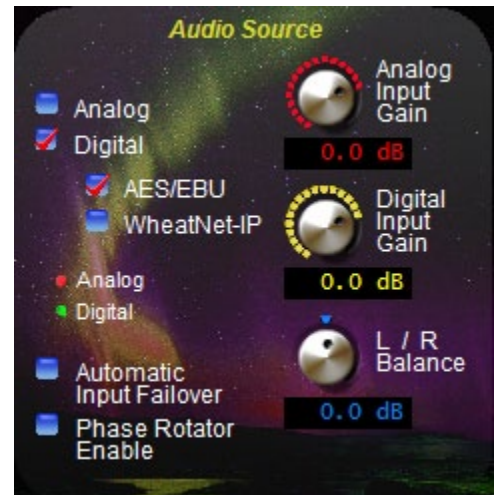 Audio Source
Analog
Digital
AES/EBU
WheatNet-IP
Analog
Digital
Automatic
Input Failover
Phase Rotator
Enable
Analog
Input
Gain
0.0 dB
Digital
Input
Gain
0.0 dB
L / R
Balance
0.0 dB